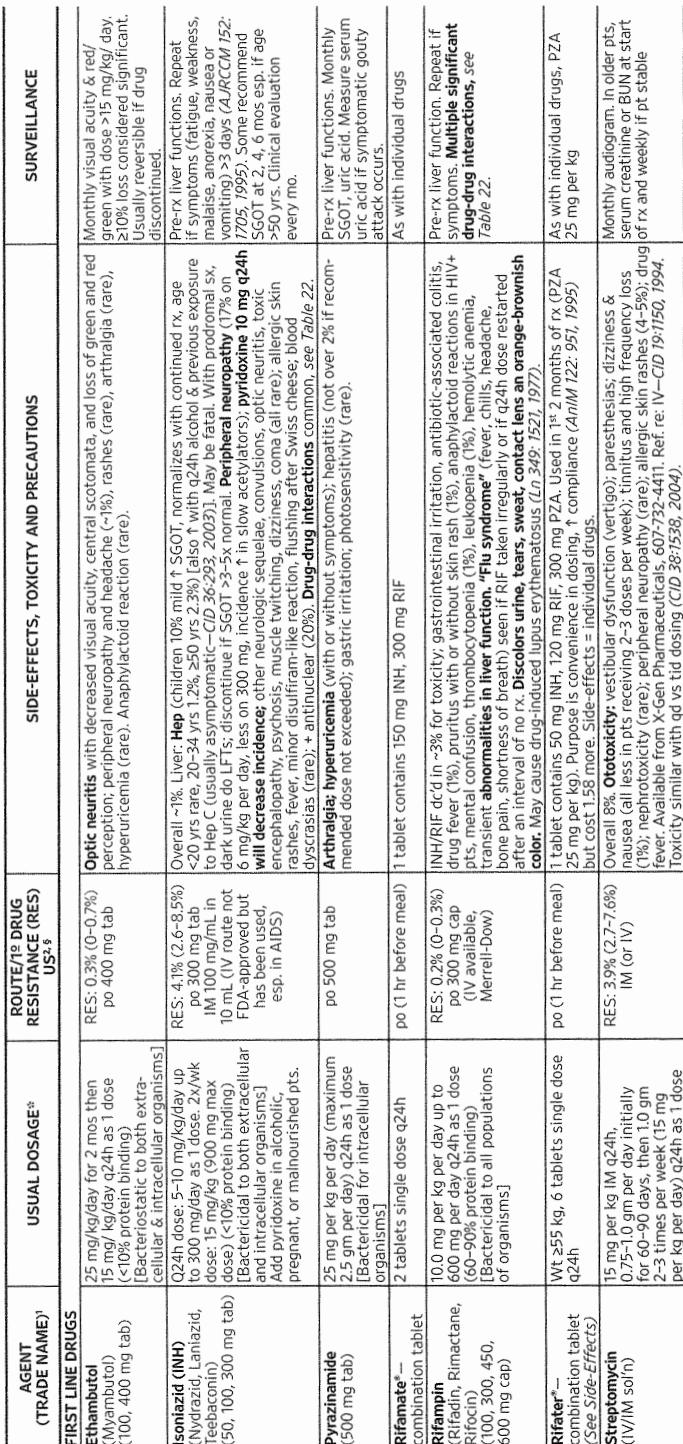 AGENT
(TRADE NAME)¹
USUAL DOSAGE*
ROUTE/1º DRUG
RESISTANCE (RES)
US²,§
SIDE-EFFECTS, TOXICITY AND PRECAUTIONS
SURVEILLANCE
FIRST LINE DRUGS
Ethambutol
(Myambutol)
(100, 400 mg tab)
25 mg/kg/day for 2 mos then
15 mg/ kg/day q24h as 1 dose
(<10% protein binding)
[Bacteriostatic to both extra-
cellular & intracellular organisms]
RES: 0.3% (0–0.7%)
po 400 mg tab
Optic neuritis with decreased visual acuity, central scotomata, and loss of green and red
perception; peripheral neuropathy and headache (~1%), rashes (rare), arthralgia (rare),
hyperuricemia (rare). Anaphylactoid reaction (rare).
Monthly visual acuity & red/
green with dose >15 mg/kg/ day.
≥10% loss considered significant.
Usually reversible if drug
discontinued.
Isoniazid (INH)
(Nydrazid, Laniazid,
Teebaconin)
(50, 100, 300 mg tab)
Q24h dose: 5–10 mg/kg/day up
to 300 mg/day as 1 dose. 2x/wk
dose: 15 mg/kg (900 mg max
dose) (<10% protein binding)
[Bactericidal to both extracellular
and intracellular organisms]
Add pyridoxine in alcoholic,
pregnant, or malnourished pts.
RES: 4.1% (2.6–8.5%)
po 300 mg tab
IM 100 mg/mL in
10 mL (IV route not
FDA-approved but
has been used,
esp. in AIDS)
Overall ~1%. Liver: Hep (children 10% mild ↑ SGOT, normalizes with continued rx, age
<20 yrs rare, 20–34 yrs 1.2%, ≥50 yrs 2.3%) [also ↑ with q24h alcohol & previous exposure
to Hep C (usually asymptomatic—CID 36:293, 2003)]. May be fatal. With prodromal sx,
dark urine do LFTs; discontinue if SGOT >3–5x normal. Peripheral neuropathy (17% on
6 mg/kg per day, less on 300 mg, incidence ↑ in slow acetylators); pyridoxine 10 mg q24h
will decrease incidence; other neurologic sequelae, convulsions, optic neuritis, toxic
encephalopathy, psychosis, muscle twitching, dizziness, coma (all rare); allergic skin
rashes, fever, minor disulfiram-like reaction, flushing after Swiss cheese; blood
dyscrasias (rare); + antinuclear (20%). Drug-drug interactions common, see Table 22.
Pre-rx liver functions. Repeat
if symptoms (fatigue, weakness,
malaise, anorexia, nausea or
vomiting) >3 days (AJRCCM 152:
1705, 1995). Some recommend
SGOT at 2, 4, 6 mos esp. if age
>50 yrs. Clinical evaluation
every mo.
Pyrazinamide
(500 mg tab)
25 mg per kg per day (maximum
2.5 gm per day) q24h as 1 dose
[Bactericidal for intracellular
organisms]
po 500 mg tab
Arthralgia; hyperuricemia (with or without symptoms); hepatitis (not over 2% if recom-
mended dose not exceeded); gastric irritation; photosensitivity (rare).
Pre-rx liver functions. Monthly
SGOT, uric acid. Measure serum
uric acid if symptomatic gouty
attack occurs.
Rifamate®—
combination tablet
2 tablets single dose q24h
po (1 hr before meal)
1 tablet contains 150 mg INH, 300 mg RIF
As with individual drugs
Rifampin
(Rifadin, Rimactane,
Rifocin)
(100, 300, 450,
600 mg cap)
10.0 mg per kg per day up to
600 mg per day q24h as 1 dose
(60–90% protein binding)
[Bactericidal to all populations
of organisms]
RES: 0.2% (0–0.3%)
po 300 mg cap
(IV available,
Merrell-Dow)
INH/RIF dc'd in ~3% for toxicity; gastrointestinal irritation, antibiotic-associated colitis,
drug fever (1%), pruritus with or without skin rash (1%), anaphylactoid reactions in HIV+
pts, mental confusion, thrombocytopenia (1%), leukopenia (1%), hemolytic anemia,
transient abnormalities in liver function. "Flu syndrome" (fever, chills, headache,
bone pain, shortness of breath) seen if RIF taken irregularly or if q24h dose restarted
after an interval of no rx. Discolors urine, tears, sweat, contact lens an orange-brownish
color. May cause drug-induced lupus erythematosus (Ln 349: 1521, 1977).
Pre-rx liver function. Repeat if
symptoms. Multiple significant
drug-drug interactions, see
Table 22.
Rifater®—
combination tablet
(See Side-Effects)
Wt ≥55 kg, 6 tablets single dose
q24h
po (1 hr before meal)
1 tablet contains 50 mg INH, 120 mg RIF, 300 mg PZA. Used in 1st 2 months of rx (PZA
25 mg per kg). Purpose is convenience in dosing, ↑ compliance (AnIM 122: 951, 1995)
but cost 1.58 more. Side-effects = individual drugs.
As with individual drugs, PZA
25 mg per kg
Streptomycin
(IV/IM sol'n)
15 mg per kg IM q24h,
0.75–1.0 gm per day initially
for 60–90 days, then 1.0 gm
2–3 times per week (15 mg
per kg per day) q24h as 1 dose
RES: 3.9% (2.7–7.6%)
IM (or IV)
Overall 8%. Ototoxicity: vestibular dysfunction (vertigo); paresthesias; dizziness &
nausea (all less in pts receiving 2–3 doses per week); tinnitus and high frequency loss
(1%); nephrotoxicity (rare); peripheral neuropathy (rare); allergic skin rashes (4–5%); drug
fever. Available from X-Gen Pharmaceuticals, 607-732-4411. Ref. re: IV—CID 19:1150, 1994.
Toxicity similar with qd vs tid dosing (CID 38:1538, 2004).
Monthly audiogram. In older pts,
serum creatinine or BUN at start
of rx and weekly if pt stable